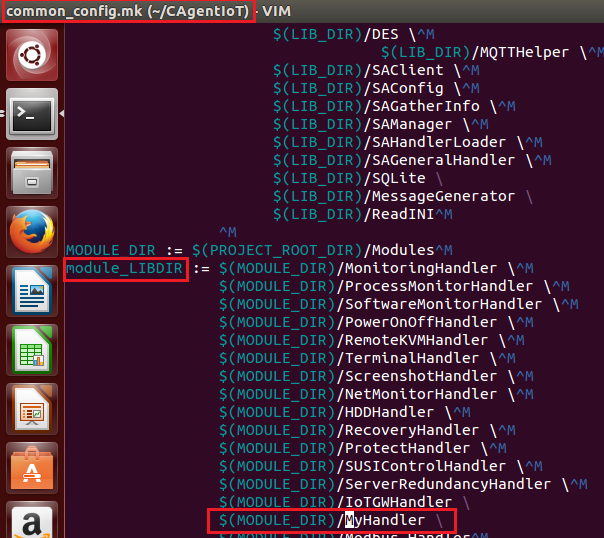 common_config.mk (~/CAgentIoT) - VIM
$(LIB_DIR)/DES \^M
$(LIB_DIR)/MQTTHelper \^M
$(LIB_DIR)/SAClient \^M
$(LIB_DIR)/SAConfig \^M
$(LIB_DIR)/SAGatherInfo \^M
$(LIB_DIR)/SAManager \^M
$(LIB_DIR)/SAHandlerLoader \^M
$(LIB_DIR)/SAGeneralHandler \^M
$(LIB_DIR)/SQLite \
$(LIB_DIR)/MessageGenerator \
$(LIB_DIR)/ReadINI^M
^M
MODULE_DIR := $(PROJECT_ROOT_DIR)/Modules^M
module_LIBDIR := $(MODULE_DIR)/MonitoringHandler \^M
$(MODULE_DIR)/ProcessMonitorHandler \^M
$(MODULE_DIR)/SoftwareMonitorHandler \^M
$(MODULE_DIR)/PowerOnOffHandler \^M
$(MODULE_DIR)/RemoteKVMHandler \^M
$(MODULE_DIR)/TerminalHandler \^M
$(MODULE_DIR)/ScreenshotHandler \^M
$(MODULE_DIR)/NetMonitorHandler \^M
$(MODULE_DIR)/HDDHandler \^M
$(MODULE_DIR)/RecoveryHandler \^M
$(MODULE_DIR)/ProtectHandler \^M
$(MODULE_DIR)/SUSIControlHandler \^M
$(MODULE_DIR)/ServerRedundancyHandler \^M
$(MODULE_DIR)/IoTGWHandler \
$(MODULE_DIR)/MyHandler \
$(MODULE_DIR)/Modbus_Handler^M